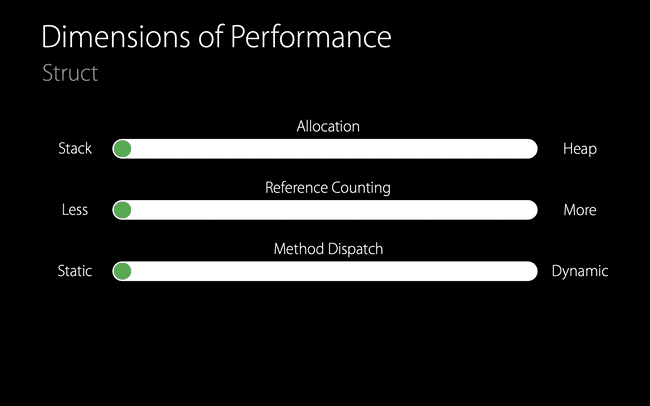 Dimensions of Performance
Struct
Allocation
Stack Heap
Reference Counting
Less More
Method Dispatch
Static Dynamic